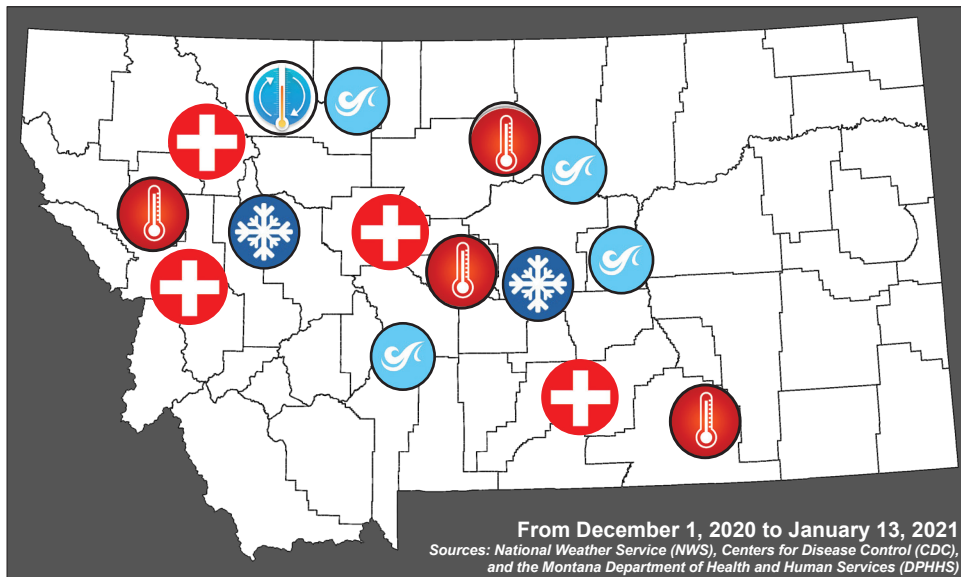 From December 1, 2020 to January 13, 2021
Sources: National Weather Service (NWS), Centers for Disease Control (CDC),
and the Montana Department of Health and Human Services (DPHHS)